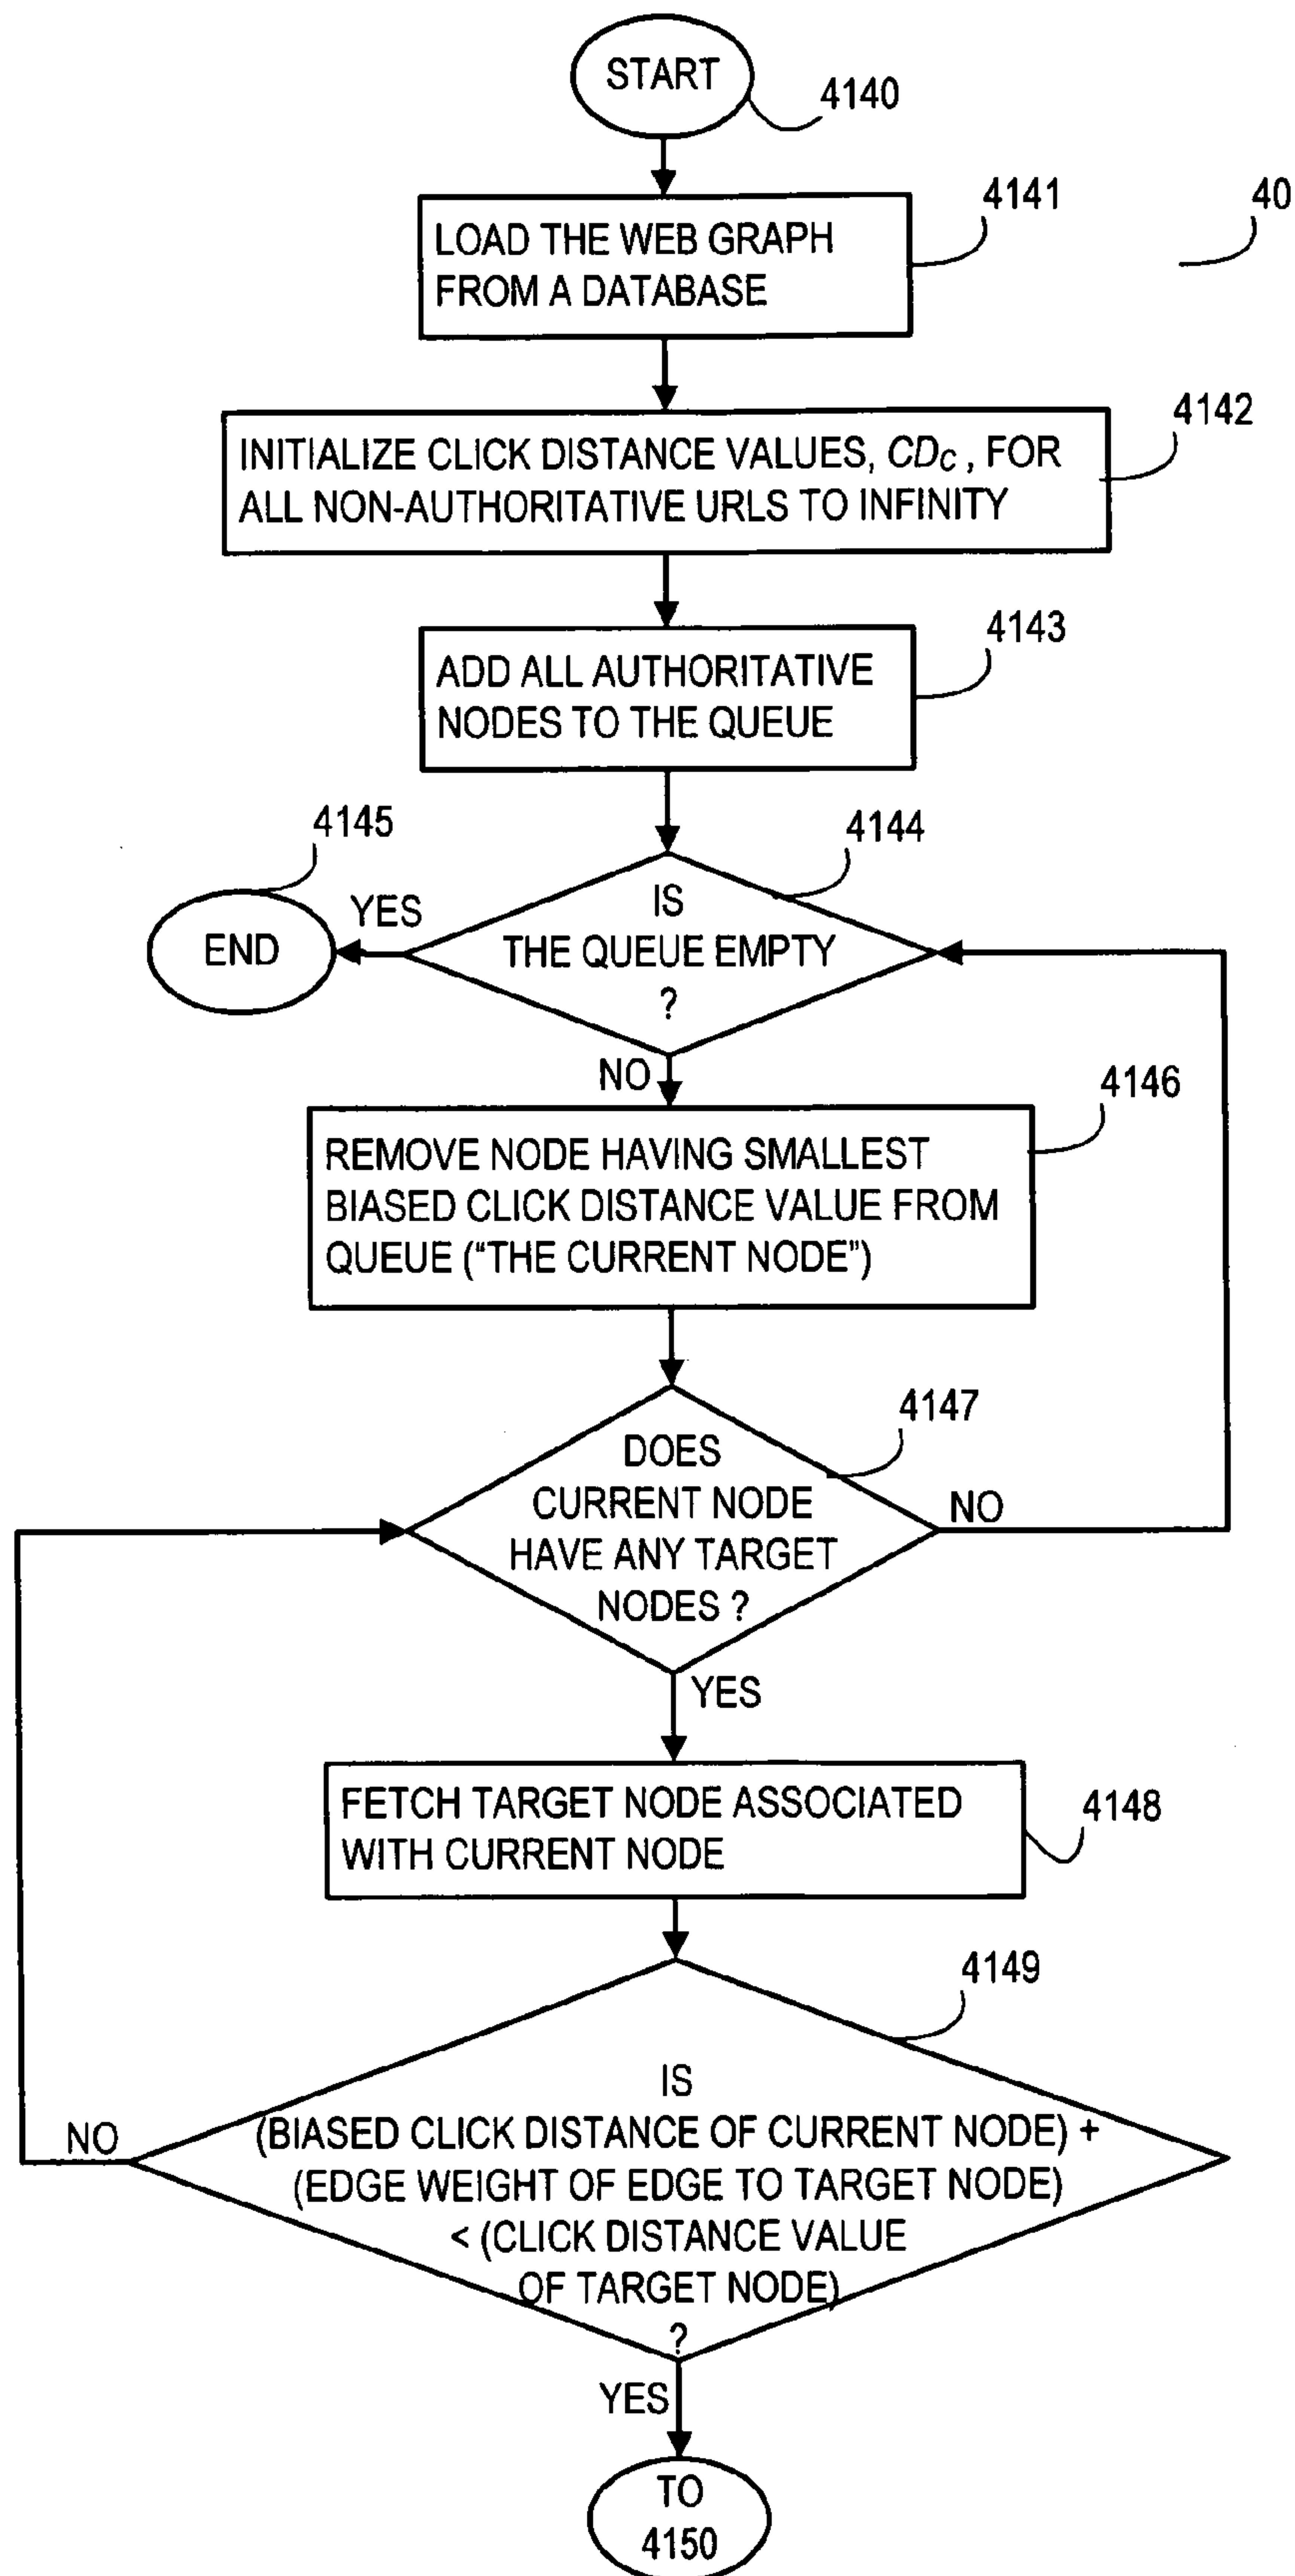 START
4140
4141
40
LOAD THE WEB GRAPH
FROM A DATABASE
4142
INITIALIZE CLICK DISTANCE VALUES, CDC, FOR
ALL NON-AUTHORITATIVE URLS TO INFINITY
4143
ADD ALL AUTHORITATIVE
NODES TO THE QUEUE
4145
4144
END
YES
IS
THE QUEUE EMPTY
?
NO
4146
REMOVE NODE HAVING SMALLEST
BIASED CLICK DISTANCE VALUE FROM
QUEUE ("THE CURRENT NODE")
4147
DOES
CURRENT NODE
HAVE ANY TARGET
NODES ?
NO
YES
FETCH TARGET NODE ASSOCIATED
WITH CURRENT NODE
4148
4149
IS
(BIASED CLICK DISTANCE OF CURRENT NODE) +
(EDGE WEIGHT OF EDGE TO TARGET NODE)
< (CLICK DISTANCE VALUE
OF TARGET NODE)
?
NO
YES
TO
4150